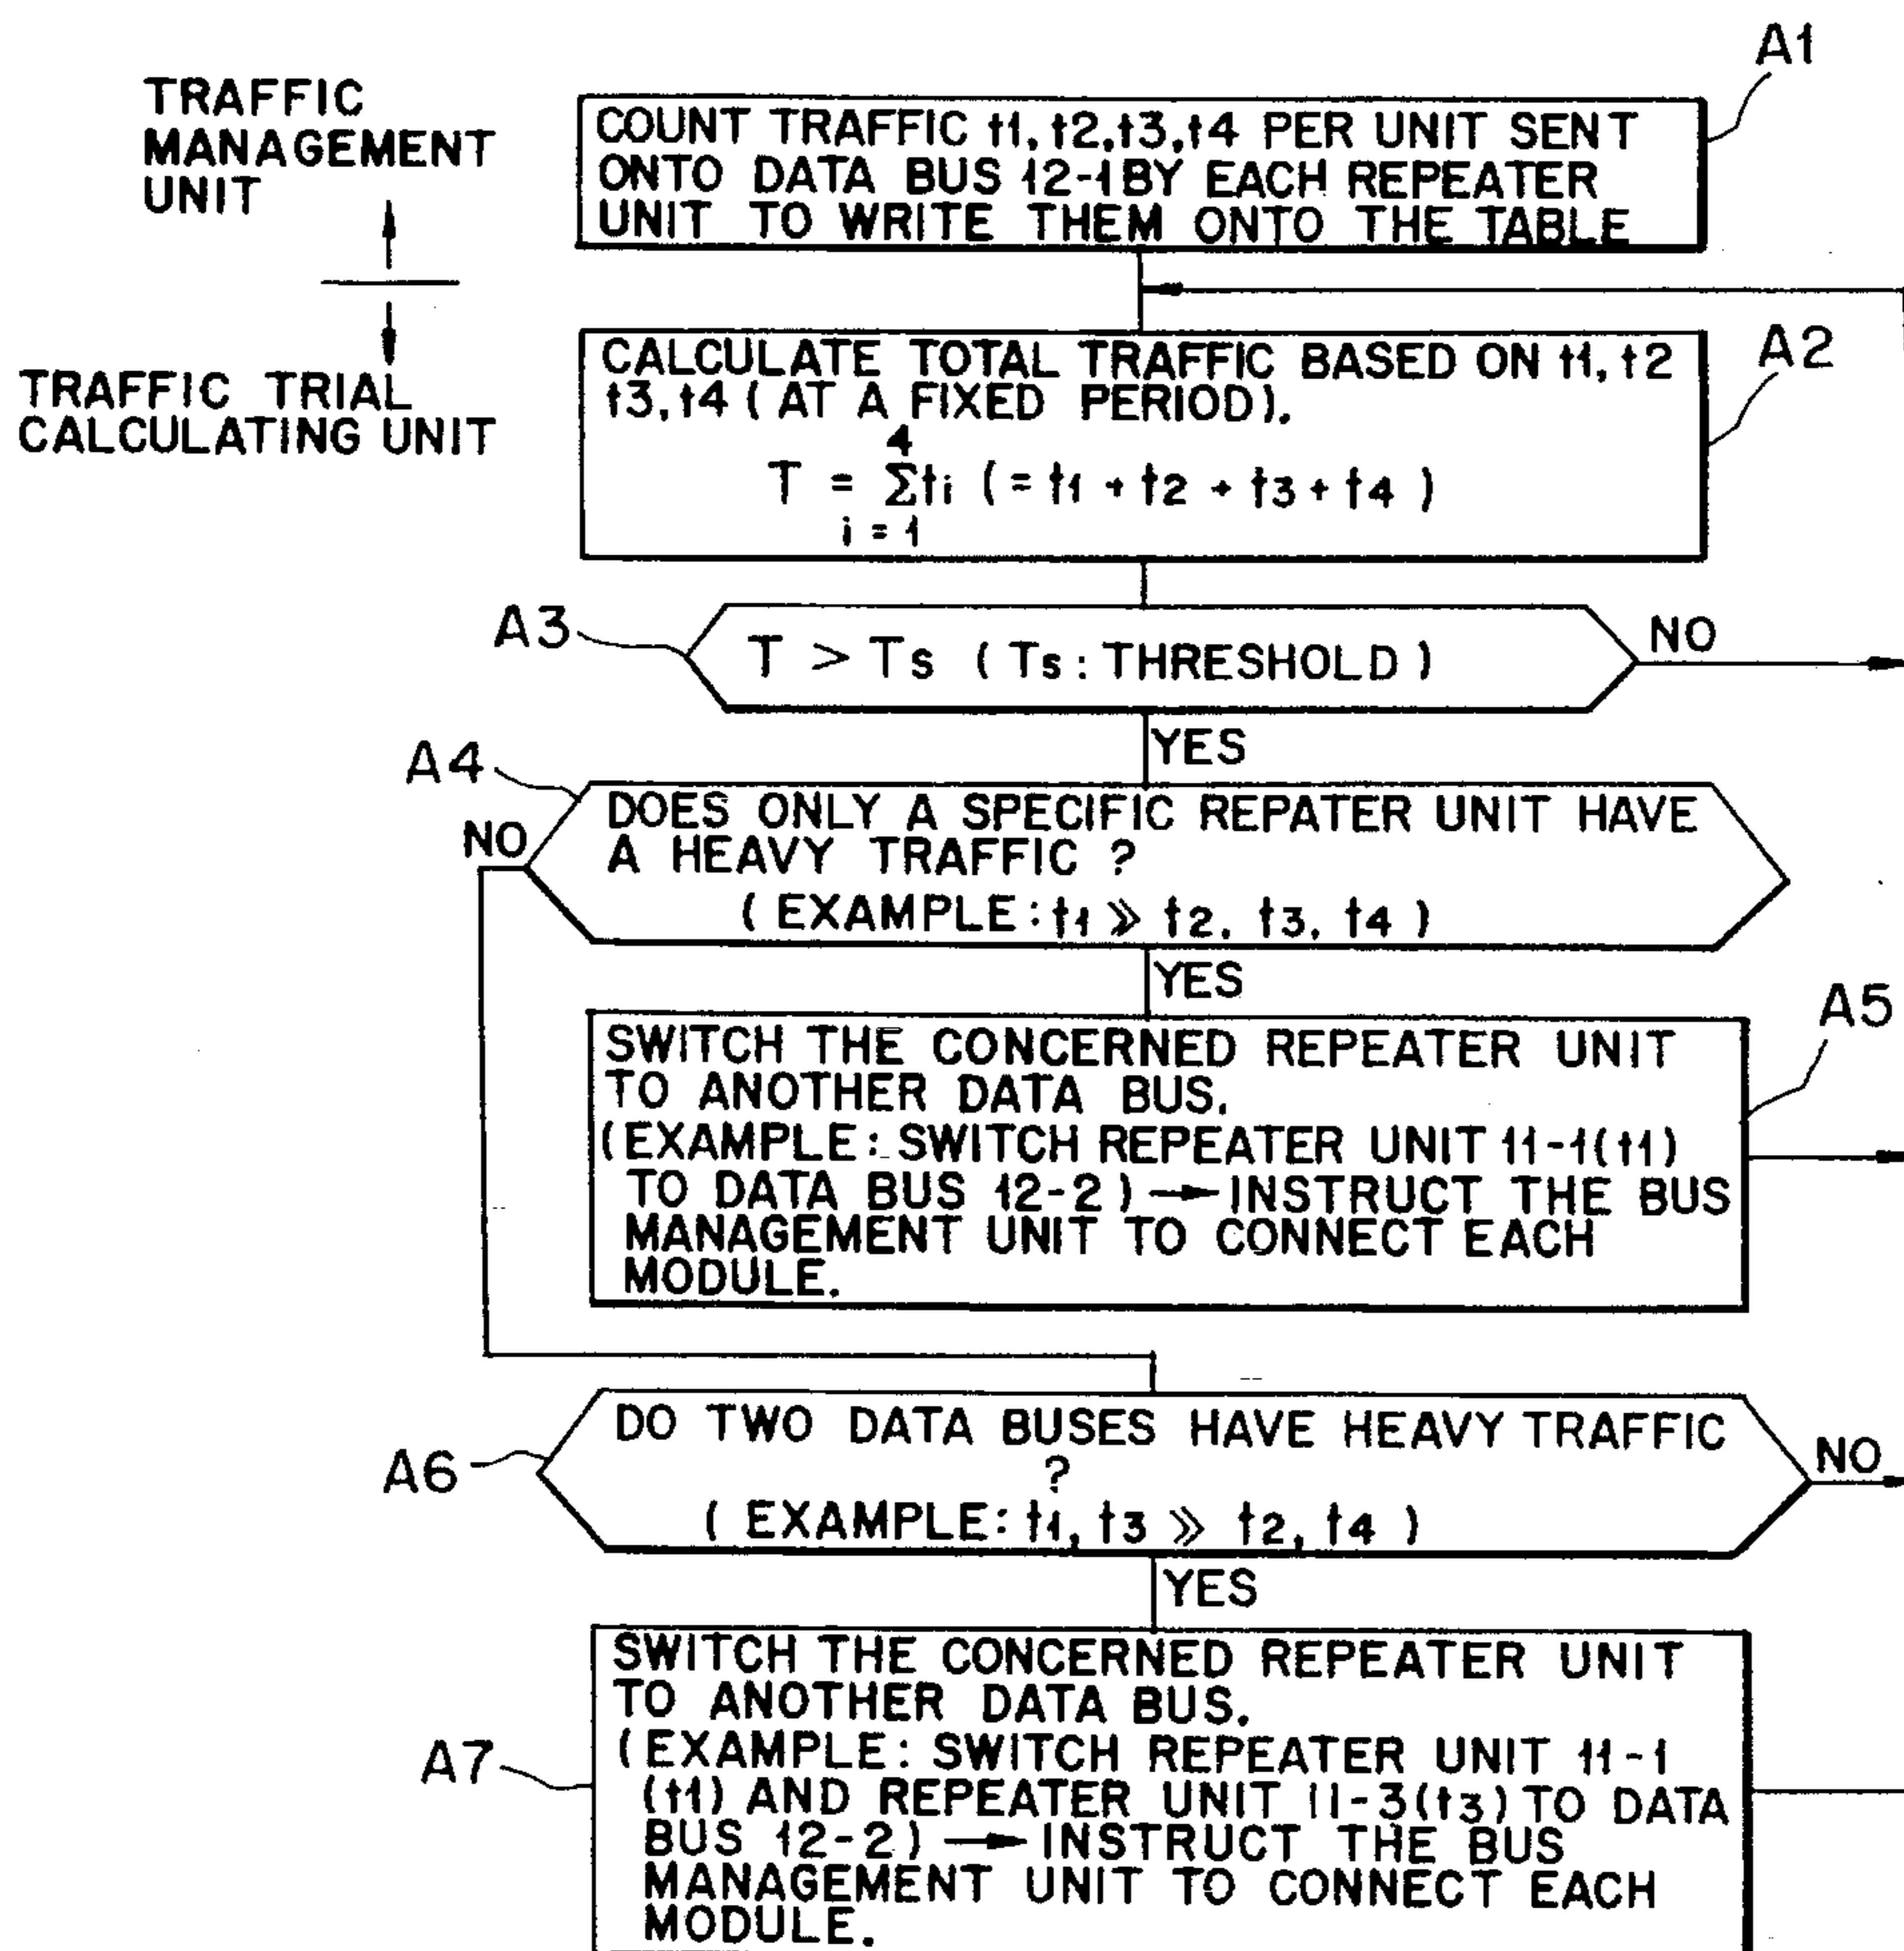 A1
TRAFFIC
MANAGEMENT
UNIT
COUNT TRAFFIC t1, t2, t3, t4 PER UNIT SENT
ONTO DATA BUS 12-1 BY EACH REPEATER
UNIT TO WRITE THEM ONTO THE TABLE
TRAFFIC TRIAL
CALCULATING UNIT
A2
CALCULATE TOTAL TRAFFIC BASED ON t1, t2
t3, t4 ( AT A FIXED PERIOD ).
4
T = Σti ( = t1 + t2 + t3 + t4 )
i = 1
A3
T > Ts ( Ts : THRESHOLD )
NO
YES
A4
NO
DOES ONLY A SPECIFIC REPATER UNIT HAVE
A HEAVY TRAFFIC ?
( EXAMPLE : t1 ≫ t2, t3, t4 )
YES
A5
SWITCH THE CONCERNED REPEATER UNIT
TO ANOTHER DATA BUS.
( EXAMPLE : SWITCH REPEATER UNIT 11-1 ( t1 )
TO DATA BUS 12-2 ) → INSTRUCT THE BUS
MANAGEMENT UNIT TO CONNECT EACH
MODULE.
A6
DO TWO DATA BUSES HAVE HEAVY TRAFFIC
?
( EXAMPLE : t1, t3 ≫ t2, t4 )
NO
YES
A7
SWITCH THE CONCERNED REPEATER UNIT
TO ANOTHER DATA BUS.
( EXAMPLE : SWITCH REPEATER UNIT 11-1
( t1 ) AND REPEATER UNIT 11-3 ( t3 ) TO DATA
BUS 12-2 ) → INSTRUCT THE BUS
MANAGEMENT UNIT TO CONNECT EACH
MODULE.